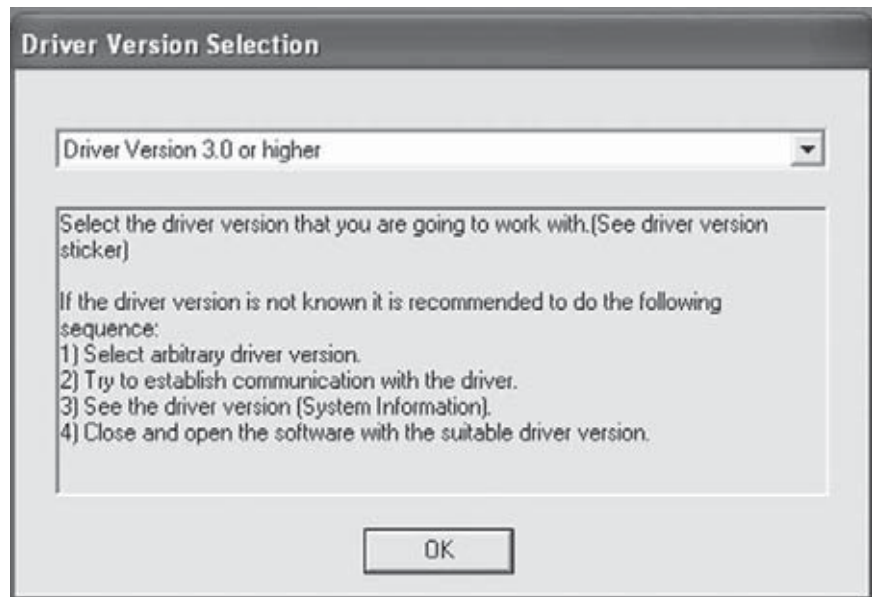 Driver Version Selection
Driver Version 3.0 or higher
Select the driver version that you are going to work with.(See driver version
sticker)
If the driver version is not known it is recommended to do the following
sequence:
1) Select arbitrary driver version.
2) Try to establish communication with the driver.
3) See the driver version (System Information).
4) Close and open the software with the suitable driver version.
OK